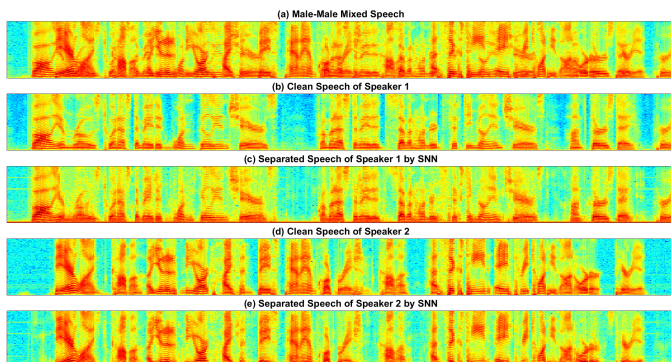 (a) Male-Male Mixed Speech
(b) Clean Speech of Speaker 1
(c) Separated Speech of Speaker 1 by SNN
(d) Clean Speech of Speaker 2
(e) Separated Speech of Speaker 2 by SNN